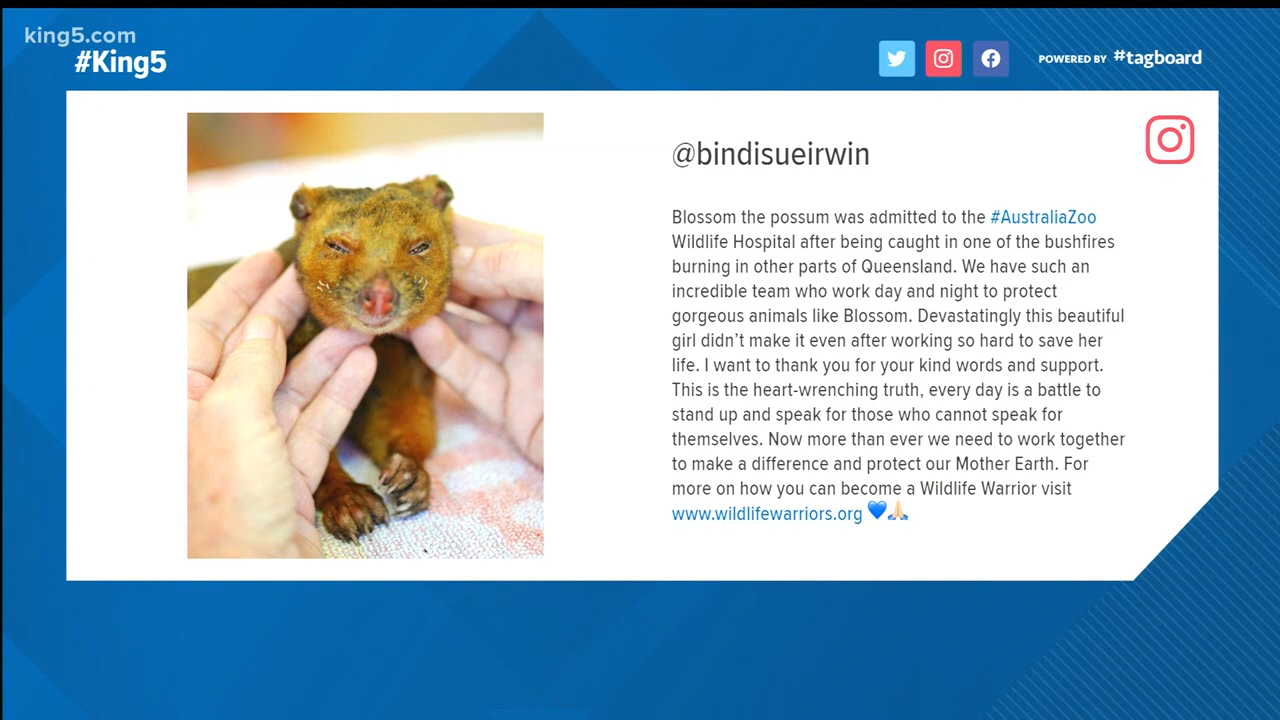 king5.com
#King5
POWERED BY #tagboard
@bindisueirwin
Blossom the possum was admitted to the #AustraliaZoo
Wildlife Hospital after being caught in one of the bushfires
burning in other parts of Queensland. We have such an
incredible team who work day and night to protect
gorgeous animals like Blossom. Devastatingly this beautiful
girl didn’t make it even after working so hard to save her
life. I want to thank you for your kind words and support.
This is the heart-wrenching truth, every day is a battle to
stand up and speak for those who cannot speak for
themselves. Now more than ever we need to work together
to make a difference and protect our Mother Earth. For
more on how you can become a Wildlife Warrior visit
www.wildlifewarriors.org 💙🙏🏻